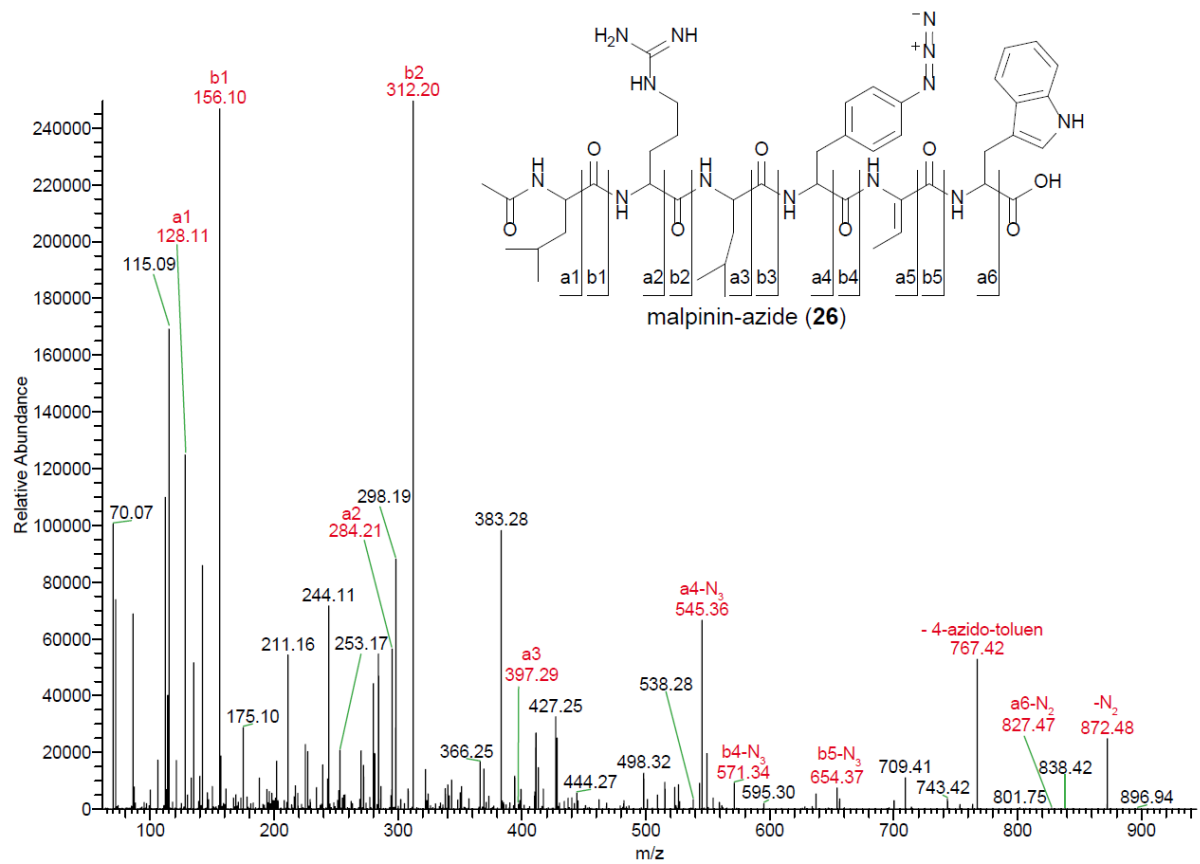 b1
156.10
b2
312.20
a1
128.11
115.09
70.07
a2
284.21
298.19
383.28
244.11
211.16
253.17
175.10
a3
397.29
366.25
427.25
444.27
498.32
538.28
a4-N3
545.36
b4-N3
571.34
595.30
b5-N3
654.37
709.41
743.42
- 4-azido-toluen
767.42
801.75
a6-N2
827.47
838.42
-N2
872.48
896.94
H2N
NH
HN
N
N
N
−
+
NH
O
H
N
O
N
H
O
H
N
O
N
H
O
H
N
O
N
H
O
OH
a1
b1
a2
b2
a3
b3
a4
b4
a5
b5
a6
malpinin-azide (26)
Relative Abundance
240000
220000
200000
180000
160000
140000
120000
100000
80000
60000
40000
20000
0
100
200
300
400
500
600
700
800
900
m/z